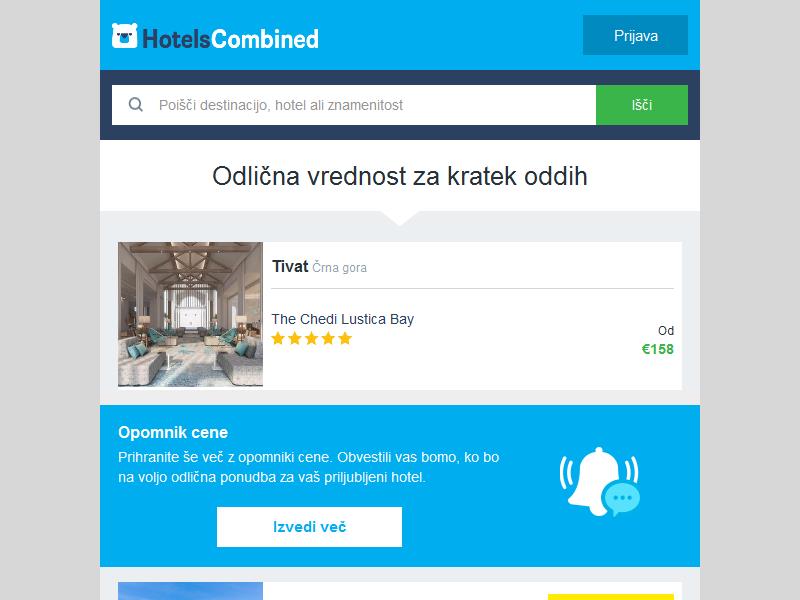 HotelsCombined
Prijava
Poišči destinacijo, hotel ali znamenitost
Išči
Odlična vrednost za kratek oddih
Tivat Črna gora
The Chedi Lustica Bay
Od
€158
Opomnik cene
Prihranite še več z opomniki cene. Obvestili vas bomo, ko bo
na voljo odlična ponudba za vaš priljubljeni hotel.
Izvedi več